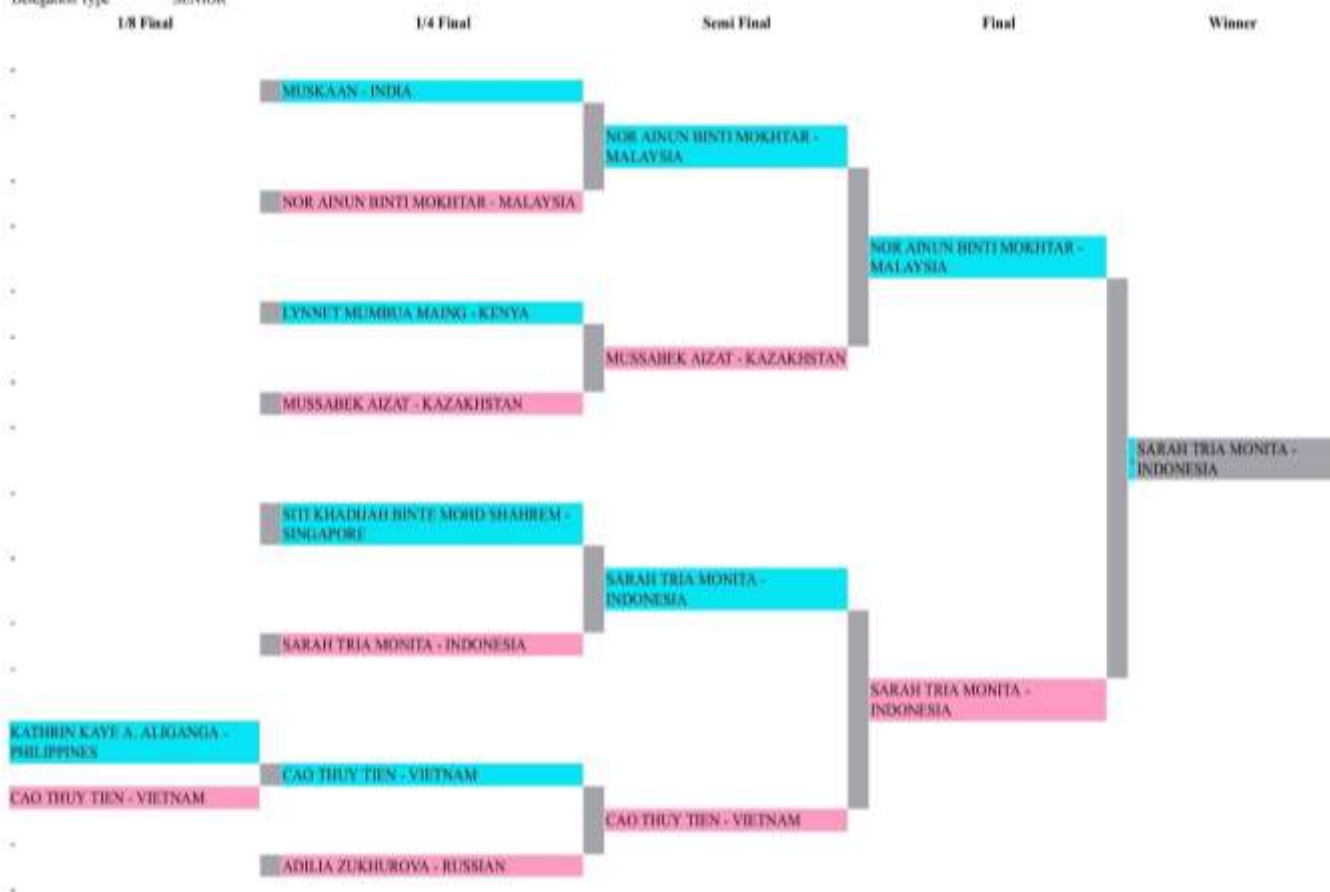 Delegation Type SENIOR
1/8 Final 1/4 Final Semi Final Final Winner
MUSKAAN - INDIA
NOR AINUN BINTI MOKHTAR -
MALAYSIA
NOR AINUN BINTI MOKHTAR - MALAYSIA
NOR AINUN BINTI MOKHTAR -
MALAYSIA
LYNNET MUMBUA MAING - KENYA
MUSSABEK AIZAT - KAZAKHSTAN
MUSSABEK AIZAT - KAZAKHSTAN
SARAH TRIA MONITA -
INDONESIA
SITI KHADIJAH BINTE MOHD SHAHREM -
SINGAPORE
SARAH TRIA MONITA -
INDONESIA
SARAH TRIA MONITA - INDONESIA
SARAH TRIA MONITA -
INDONESIA
KATHRIN KAYE A. ALIGANGA -
PHILIPPINES
CAO THUY TIEN - VIETNAM
CAO THUY TIEN - VIETNAM
CAO THUY TIEN - VIETNAM
ADILIA ZUKHUROVA - RUSSIAN